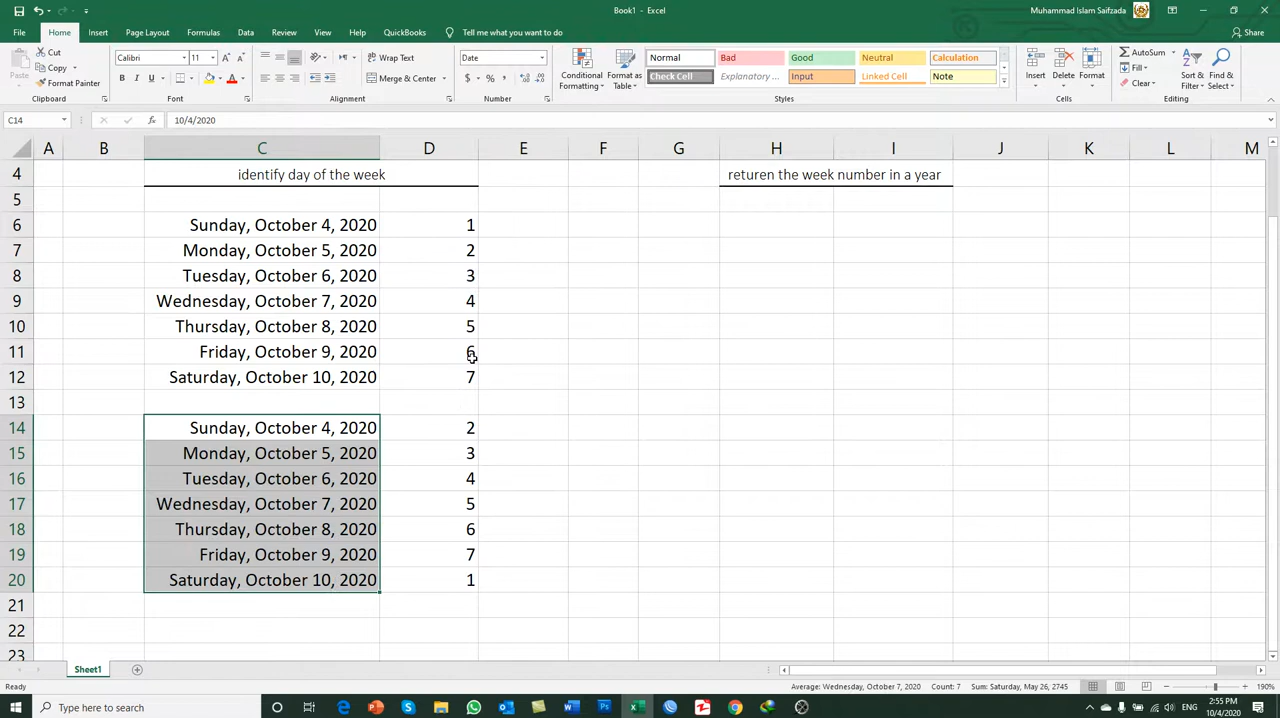 Book1 - Excel
Muhammad Islam Saifzada
File Home Insert Page Layout Formulas Data Review View Help QuickBooks Tell me what you want to do Share
Cut
Copy
Format Painter
Paste
Clipboard
Calibri 11
B I U
Font
Wrap Text
Merge & Center
Alignment
Date
$ % ,
Number
Conditional Formatting
Format as Table
Normal Bad Good Neutral Calculation
Check Cell Explanatory ... Input Linked Cell Note
Styles
Insert Delete Format
Cells
AutoSum
Fill
Clear
Sort & Filter
Find & Select
Editing
C14 fx 10/4/2020
A B C D E F G H I J K L M
4 identify day of the week returen the week number in a year
5
6 Sunday, October 4, 2020 1
7 Monday, October 5, 2020 2
8 Tuesday, October 6, 2020 3
9 Wednesday, October 7, 2020 4
10 Thursday, October 8, 2020 5
11 Friday, October 9, 2020 6
12 Saturday, October 10, 2020 7
13
14 Sunday, October 4, 2020 2
15 Monday, October 5, 2020 3
16 Tuesday, October 6, 2020 4
17 Wednesday, October 7, 2020 5
18 Thursday, October 8, 2020 6
19 Friday, October 9, 2020 7
20 Saturday, October 10, 2020 1
21
22
23
Sheet1
Ready
Average: Wednesday, October 7, 2020 Count: 7 Sum: Saturday, May 26, 2745 190%
Type here to search
2:55 PM
10/4/2020